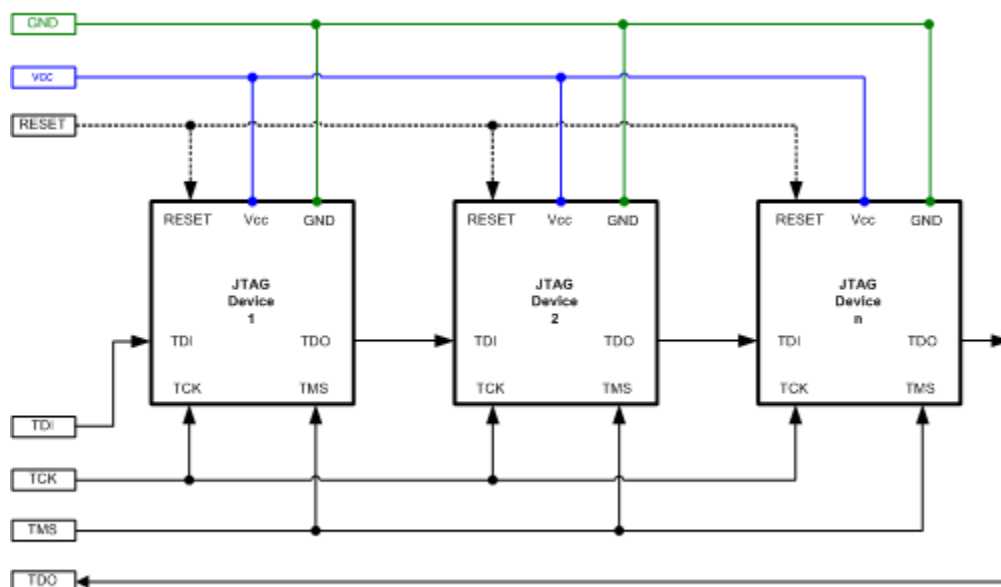 GND
vcc
RESET
RESET Vcc GND
RESET Vcc GND
RESET Vcc GND
JTAG
Device
1
JTAG
Device
2
JTAG
Device
n
TDI TDO
TDI TDO
TDI TDO
TCK TMS
TCK TMS
TCK TMS
TDI
TCK
TMS
TDO